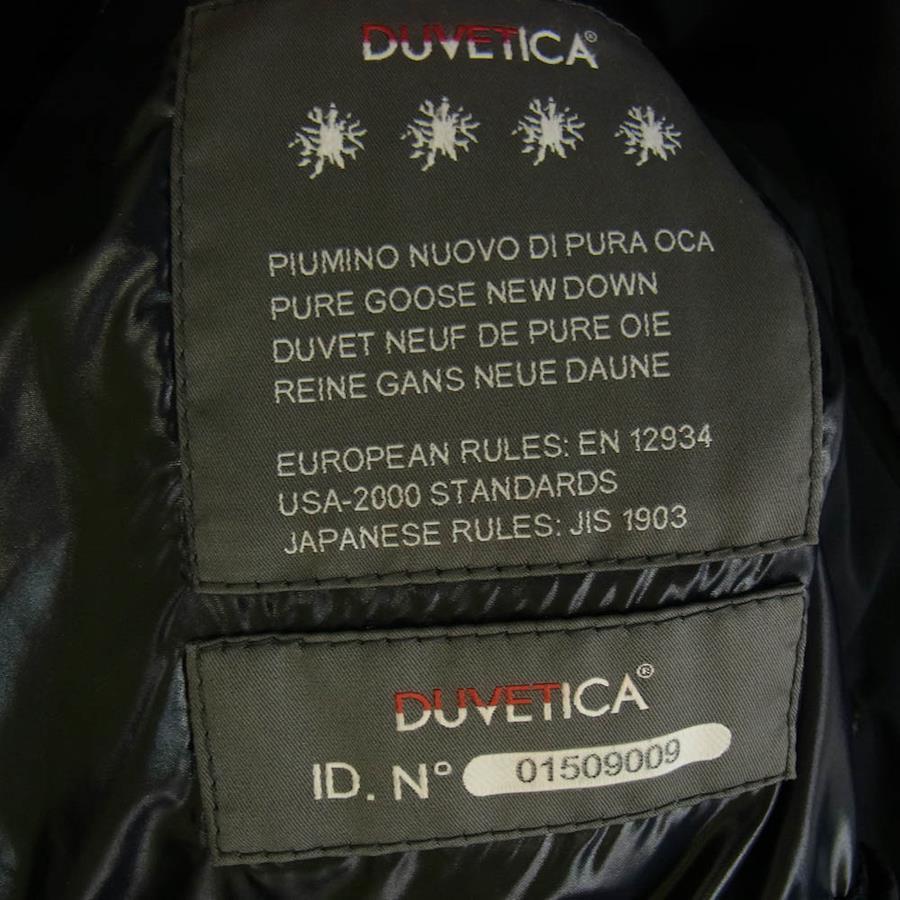 DUVETICA®
PIUMINO NUOVO DI PURA OCA
PURE GOOSE NEW DOWN
DUVET NEUF DE PURE OIE
REINE GANS NEUE DAUNE
EUROPEAN RULES: EN 12934
USA-2000 STANDARDS
JAPANESE RULES: JIS 1903
DUVETICA®
ID. N° 01509009